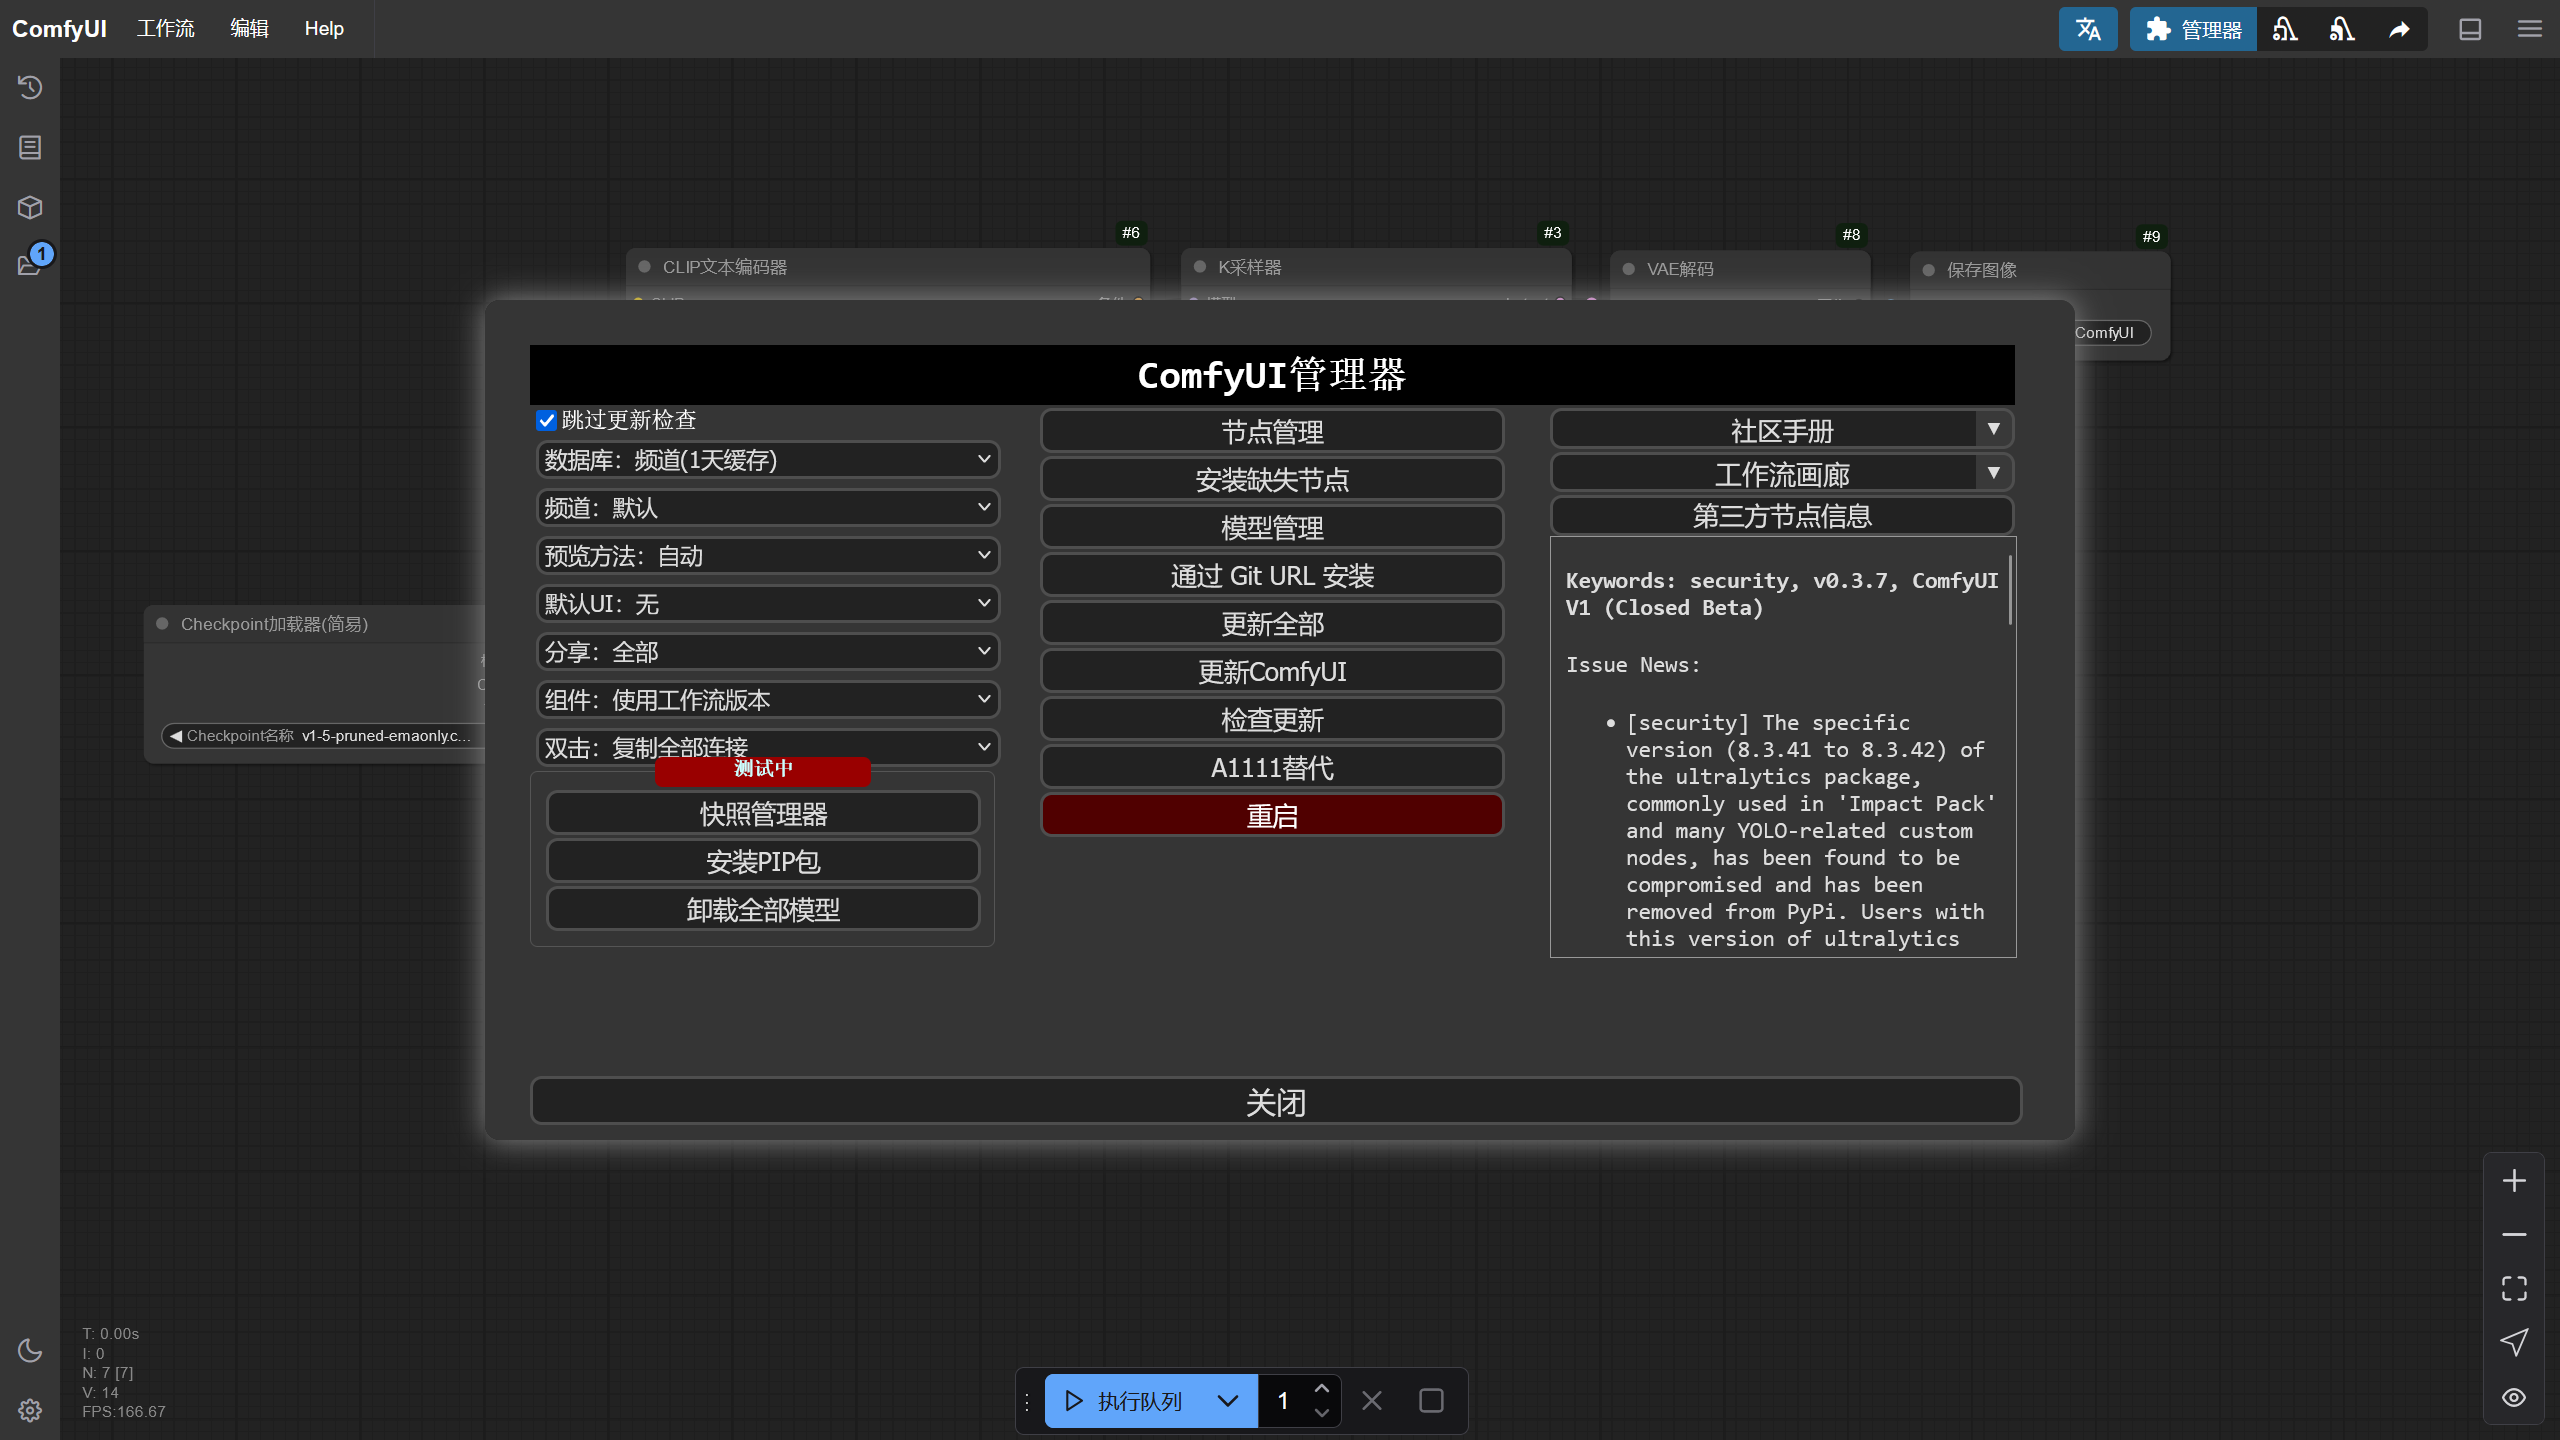 ComfyUI 工作流 编辑 Help
管理器
1
#6 #3 #8 #9
CLIP文本编码器 K采样器 VAE解码 保存图像
ComfyUI
ComfyUI管理器
跳过更新检查
数据库：频道(1天缓存)
频道：默认
预览方法：自动
默认UI：无
分享：全部
组件：使用工作流版本
双击：复制全部连接
测试中
快照管理器
安装PIP包
卸载全部模型
节点管理
安装缺失节点
模型管理
通过 Git URL 安装
更新全部
更新ComfyUI
检查更新
A1111替代
重启
社区手册
工作流画廊
第三方节点信息
Keywords: security, v0.3.7, ComfyUI
V1 (Closed Beta)
Issue News:
• [security] The specific
version (8.3.41 to 8.3.42) of
the ultralytics package,
commonly used in 'Impact Pack'
and many YOLO-related custom
nodes, has been found to be
compromised and has been
removed from PyPi. Users with
this version of ultralytics
关闭
Checkpoint加载器(简易)
Checkpoint名称 v1-5-pruned-emaonly.c...
T: 0.00s
I: 0
N: 7 [7]
V: 14
FPS:166.67
执行队列 1